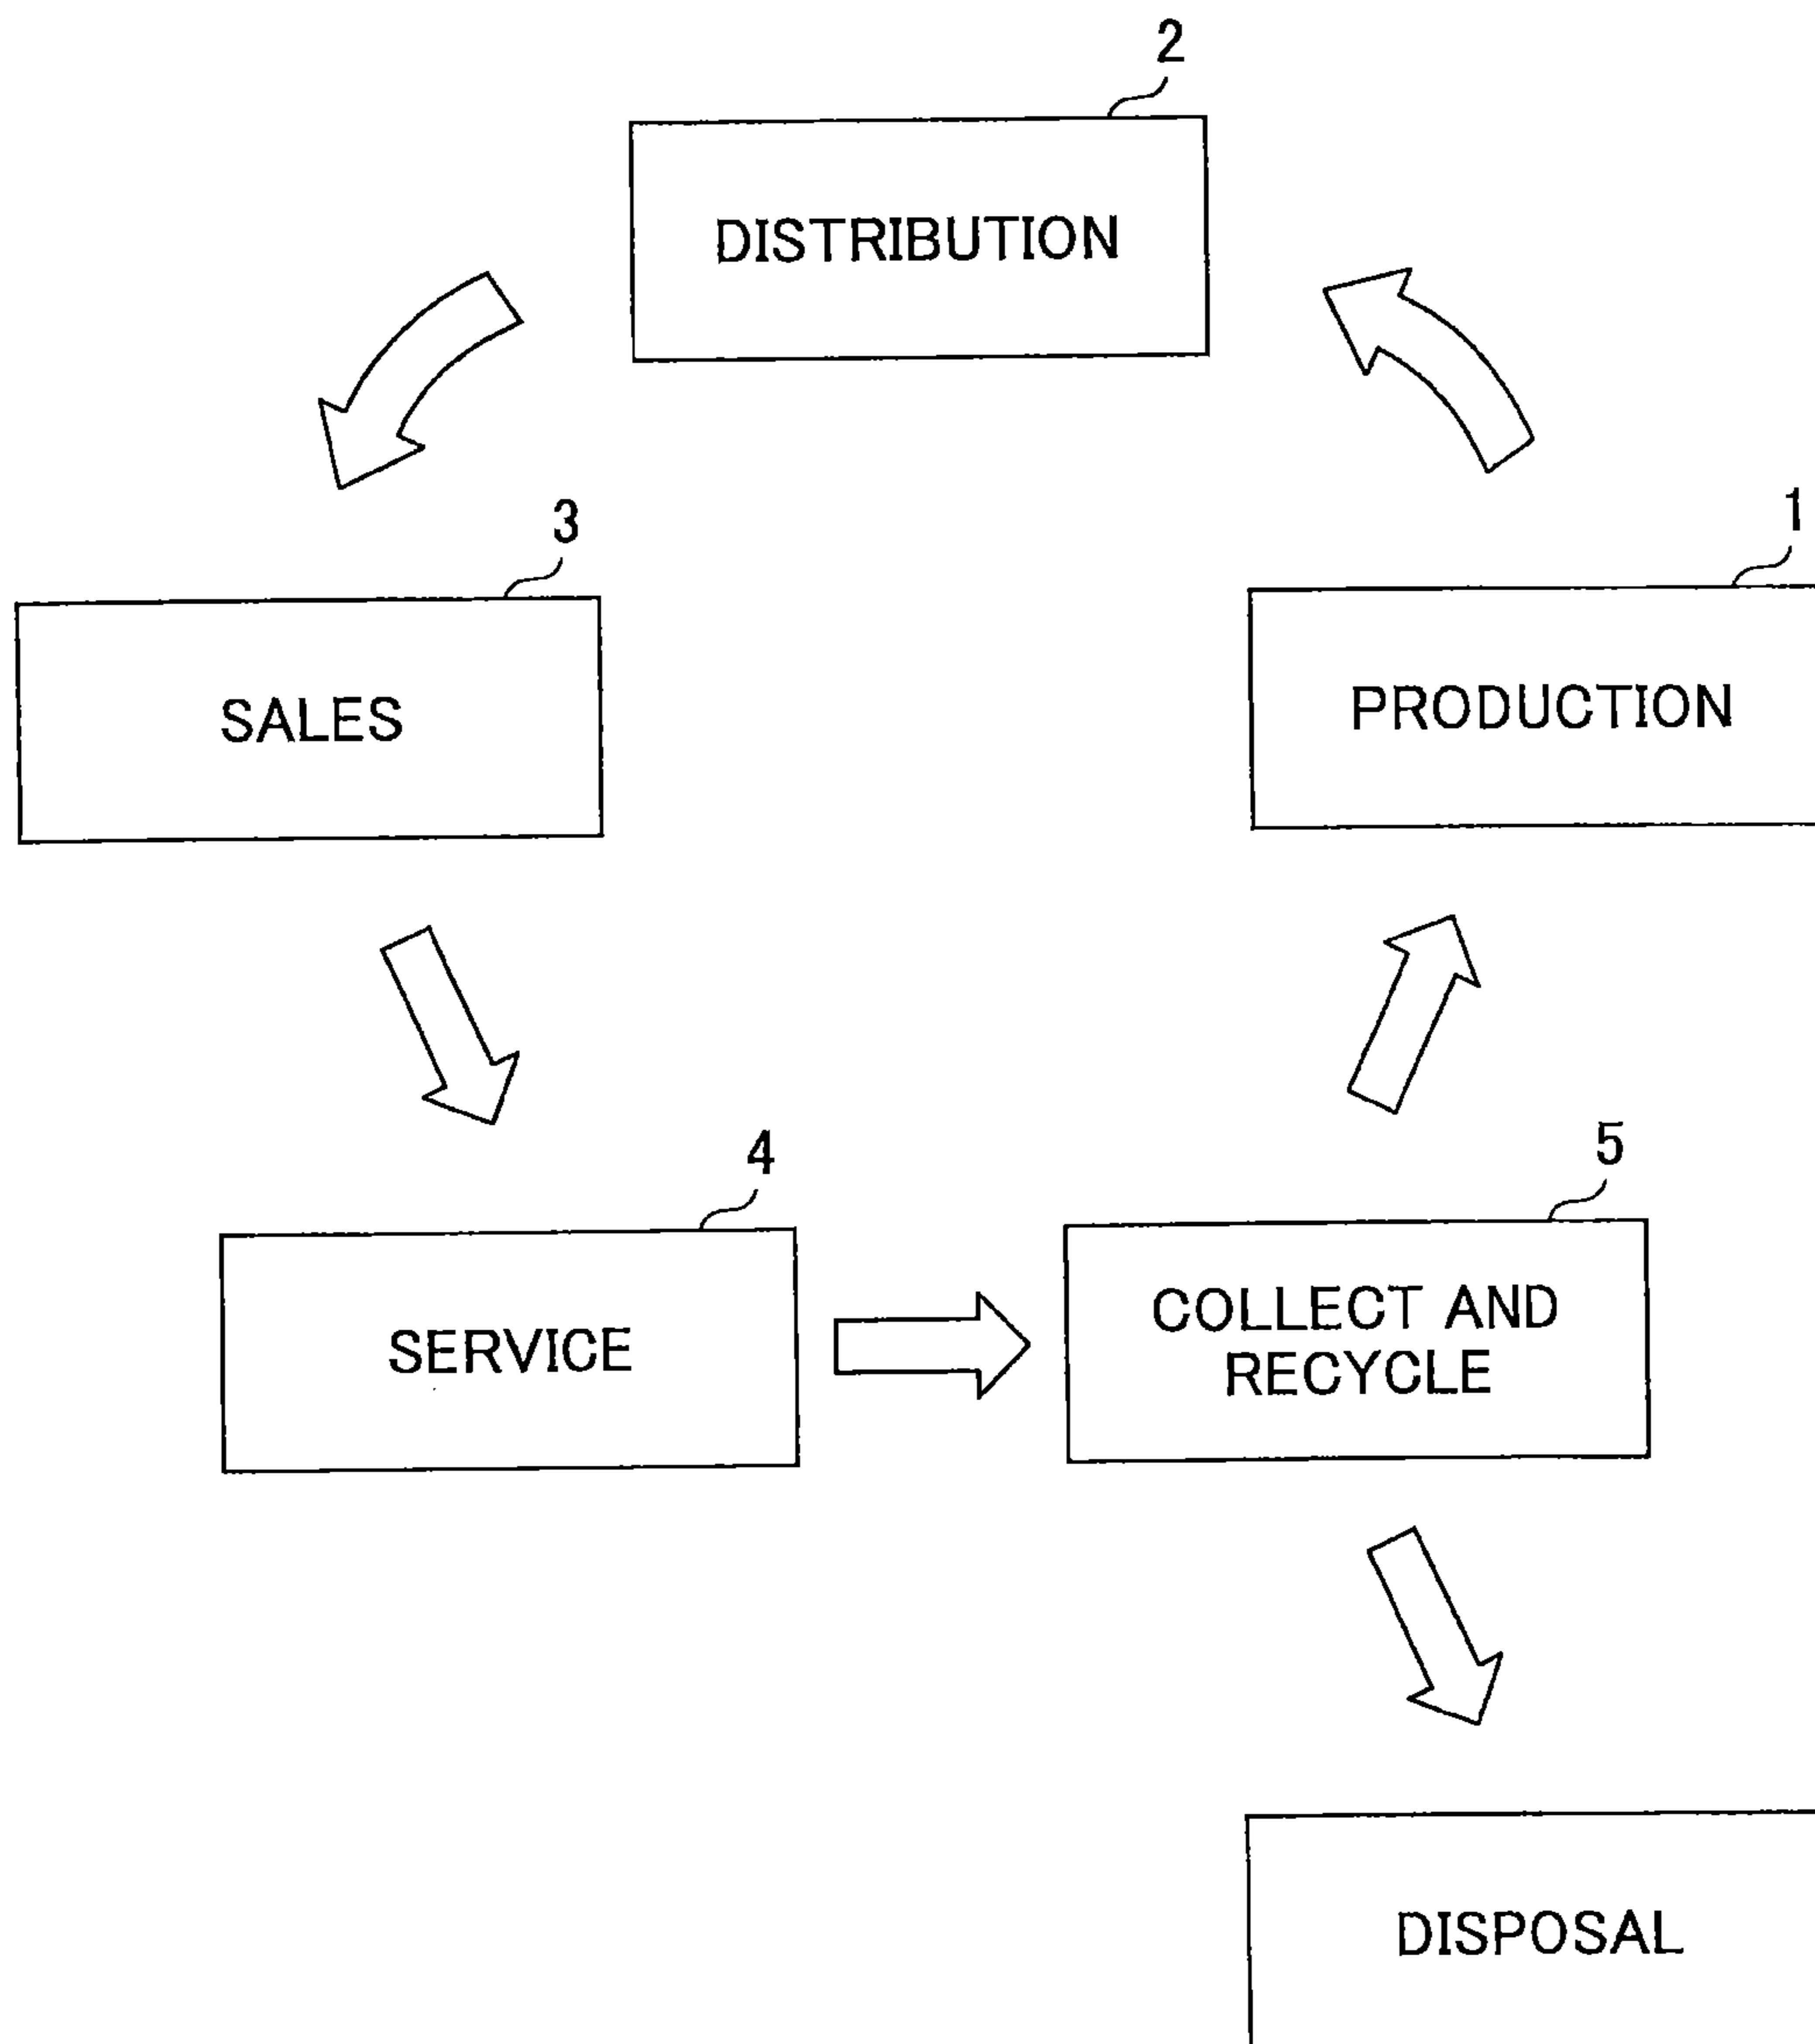 2
DISTRIBUTION
3
1
SALES
PRODUCTION
4
5
SERVICE
COLLECT AND
RECYCLE
DISPOSAL